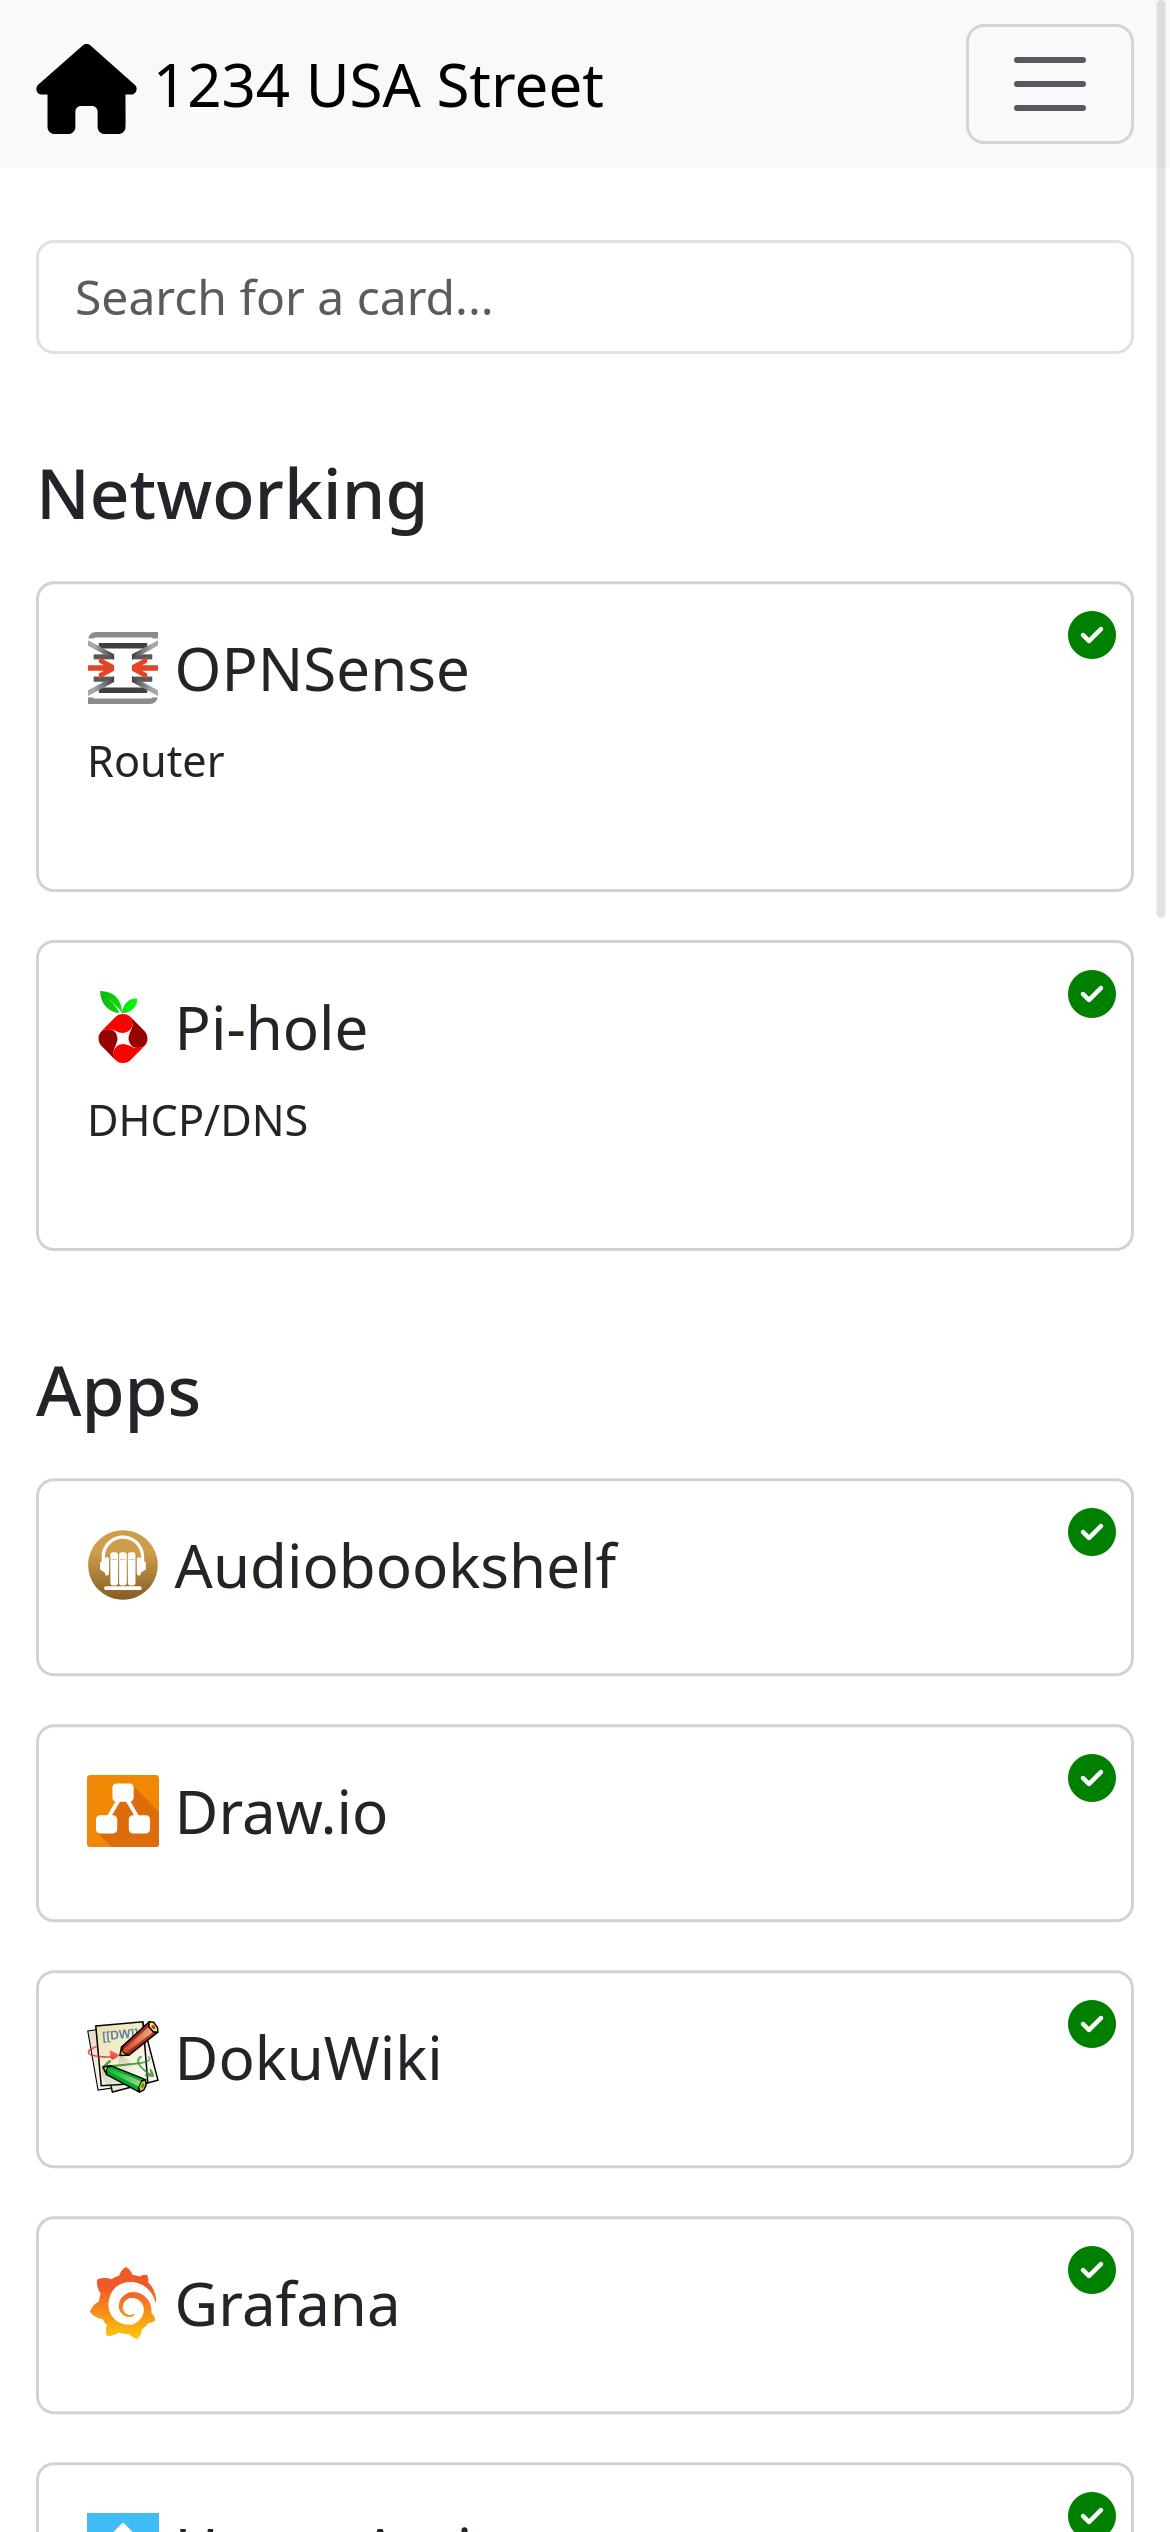 1234 USA Street
Search for a card...
Networking
OPNSense
Router
Pi-hole
DHCP/DNS
Apps
Audiobookshelf
Draw.io
[[DW]]
DokuWiki
Grafana